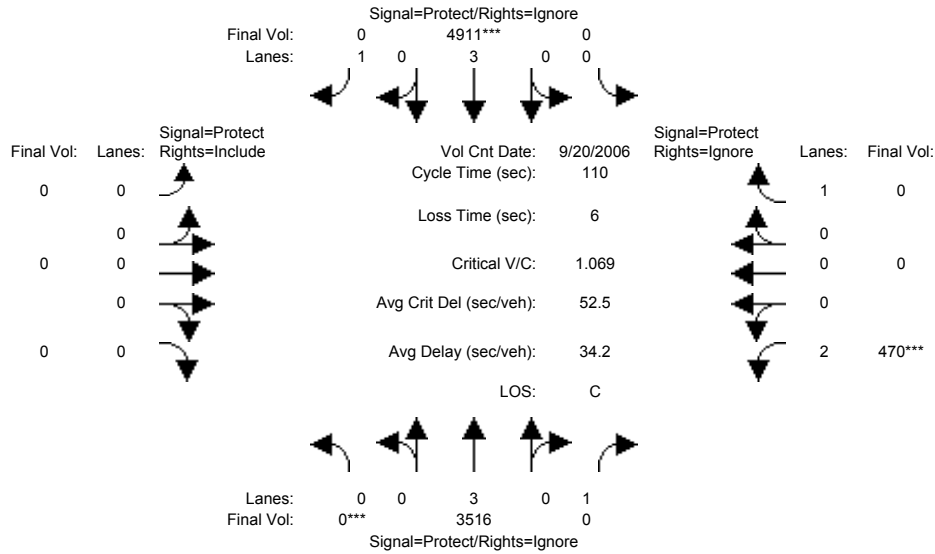 Signal=Protect/Rights=Ignore
Final Vol: 0 4911*** 0
Lanes: 1 0 3 0 0
Signal=Protect Signal=Protect
Final Vol: Lanes: Rights=Include Vol Cnt Date: 9/20/2006 Rights=Ignore Lanes: Final Vol:
Cycle Time (sec): 110
0 0 1 0
Loss Time (sec): 6
0 0
0 0 Critical V/C: 1.069 0 0
0 Avg Crit Del (sec/veh): 52.5 0
0 0 Avg Delay (sec/veh): 34.2 2 470***
LOS: C
Lanes: 0 0 3 0 1
Final Vol: 0*** 3516 0
Signal=Protect/Rights=Ignore